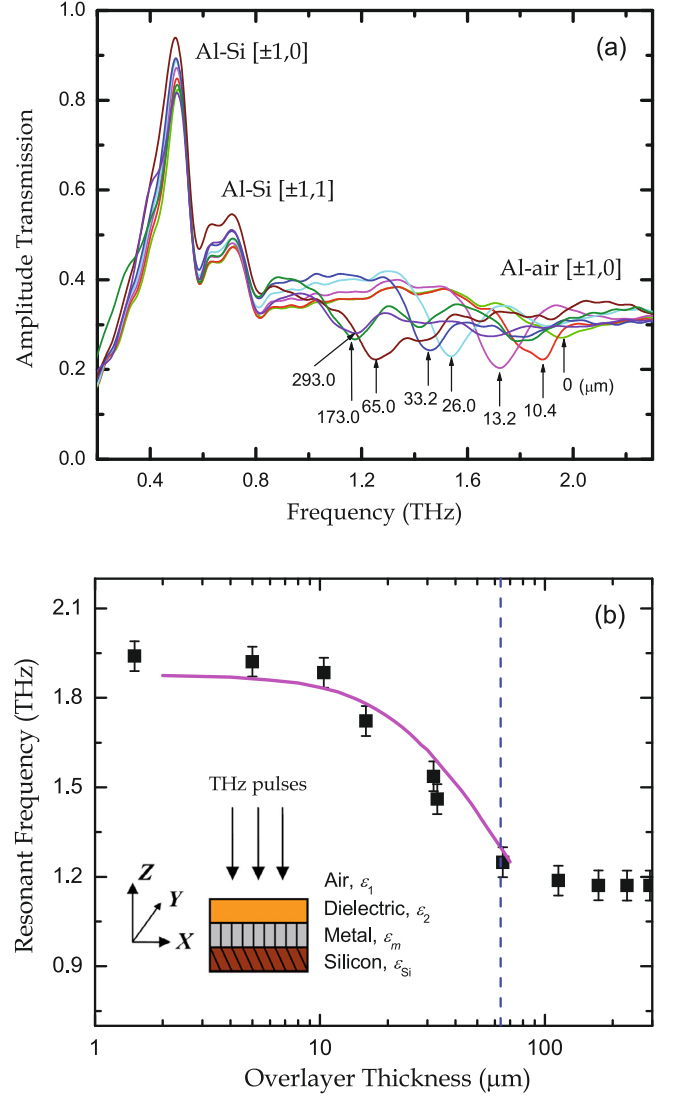 (a)
Al-Si [±1,0]
Al-Si [±1,1]
Al-air [±1,0]
1.0
0.8
0.6
0.4
0.2
0.0
Amplitude Transmission
293.0
173.0
65.0
33.2
26.0
13.2
10.4
0 (μm)
0.4
0.8
1.2
1.6
2.0
Frequency (THz)
(b)
2.1
1.8
1.5
1.2
0.9
Resonant Frequency (THz)
THz pulses
Z
Y
X
Air, ε1
Dielectric, ε2
Metal, εm
Silicon, εSi
1
10
100
Overlayer Thickness (μm)